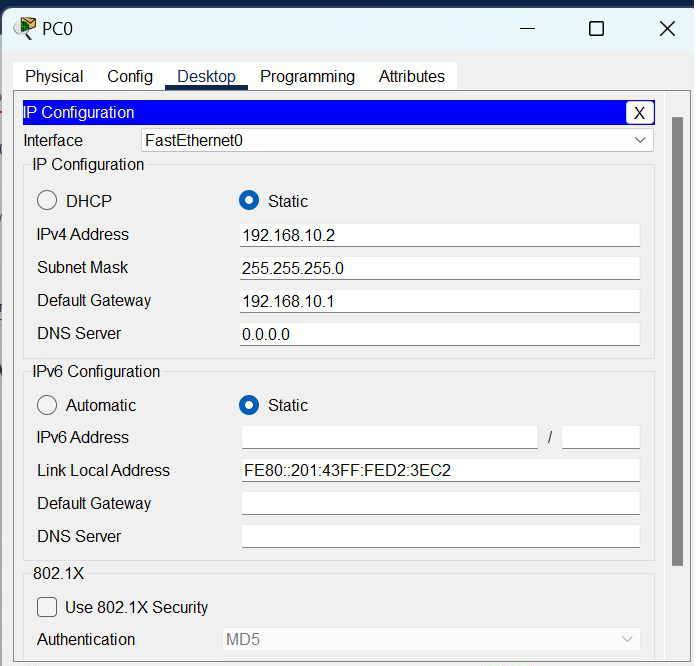 PC0
Physical Config Desktop Programming Attributes
IP Configuration X
Interface FastEthernet0
IP Configuration
DHCP Static
IPv4 Address 192.168.10.2
Subnet Mask 255.255.255.0
Default Gateway 192.168.10.1
DNS Server 0.0.0.0
IPv6 Configuration
Automatic Static
IPv6 Address /
Link Local Address FE80::201:43FF:FED2:3EC2
Default Gateway
DNS Server
802.1X
Use 802.1X Security
Authentication MD5